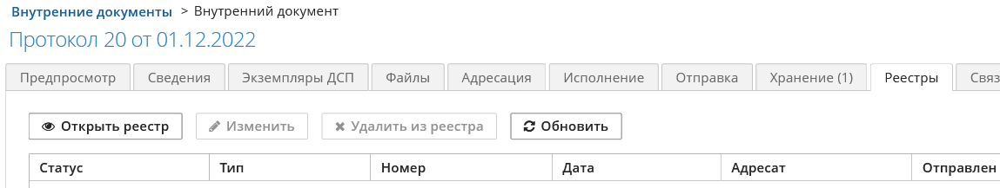 Внутренние документы > Внутренний документ
Протокол 20 от 01.12.2022
Предпросмотр Сведения Экземпляры ДСП Файлы Адресация Исполнение Отправка Хранение (1) Реестры Связ
Открыть реестр Изменить Удалить из реестра Обновить
Статус Тип Номер Дата Адресат Отправлен